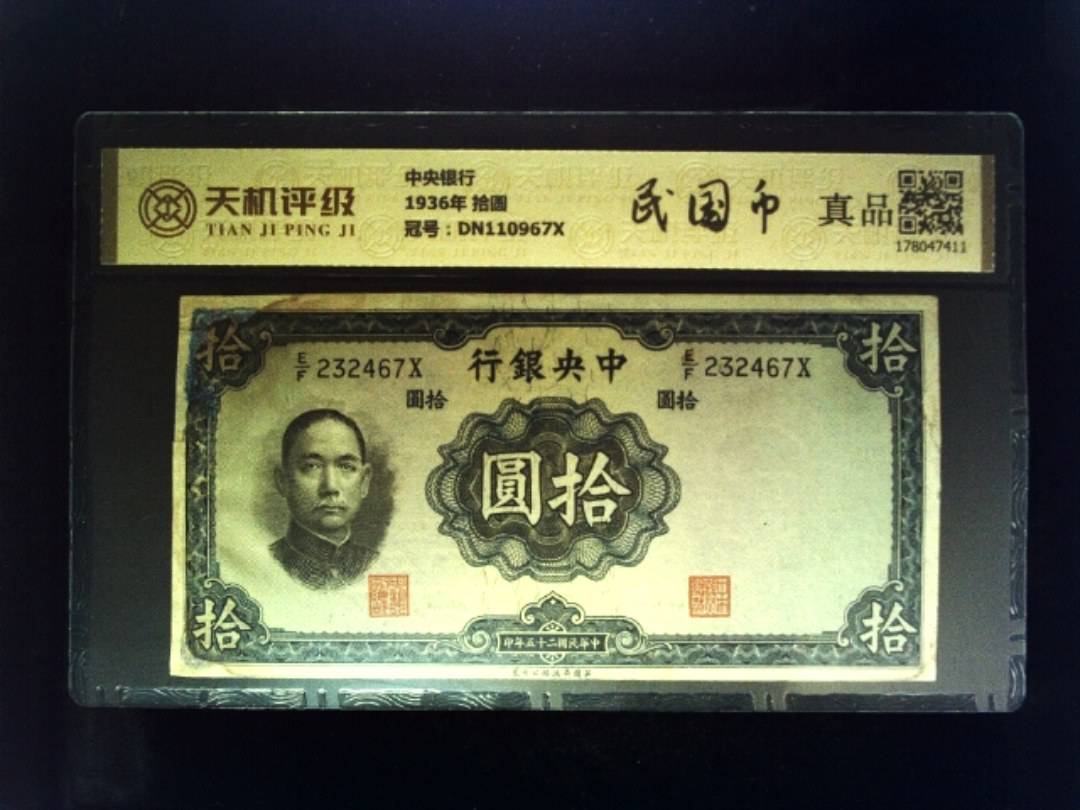 天机评级
TIAN JI PING JI
中央银行
1936年 拾圆
冠号：DN110967X
民国币
真品
178047411
拾
拾
E/F 232467X
行銀央中
E/F 232467X
圓拾
圓拾
圓拾
拾
拾
印年五十二國民華中